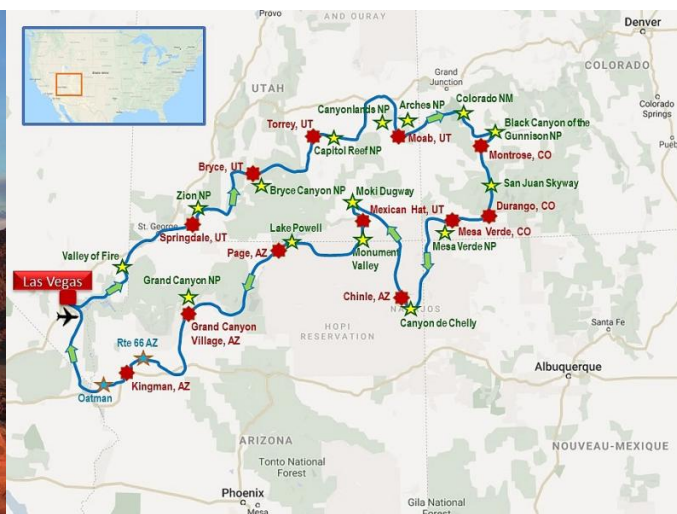 Provo
AND OURAY
Denver
Grand
Junction
COLORADO
UTAH
Colorado
Springs
Canyonlands NP
Arches NP
Colorado NM
Torrey, UT
Capitol Reef NP
Moab, UT
Black Canyon of the
Gunnison NP
Montrose, CO
Bryce, UT
Bryce Canyon NP
Zion NP
Moki Dugway
San Juan Skyway
Mexican Hat, UT
Durango, CO
St. George
Springdale, UT
Lake Powell
Mesa Verde, CO
Mesa Verde NP
Valley of Fire
Page, AZ
Monument
Valley
Las Vegas
Grand Canyon NP
Chinle, AZ
Grand Canyon
Village, AZ
HOPI
RESERVATION
Canyon de Chelly
Santa Fe
Rte 66 AZ
Kingman, AZ
Oatman
Albuquerque
ARIZONA
NOUVEAU-MEXIQUE
Tonto National
Forest
Phoenix
Mesa
Gila National
Forest